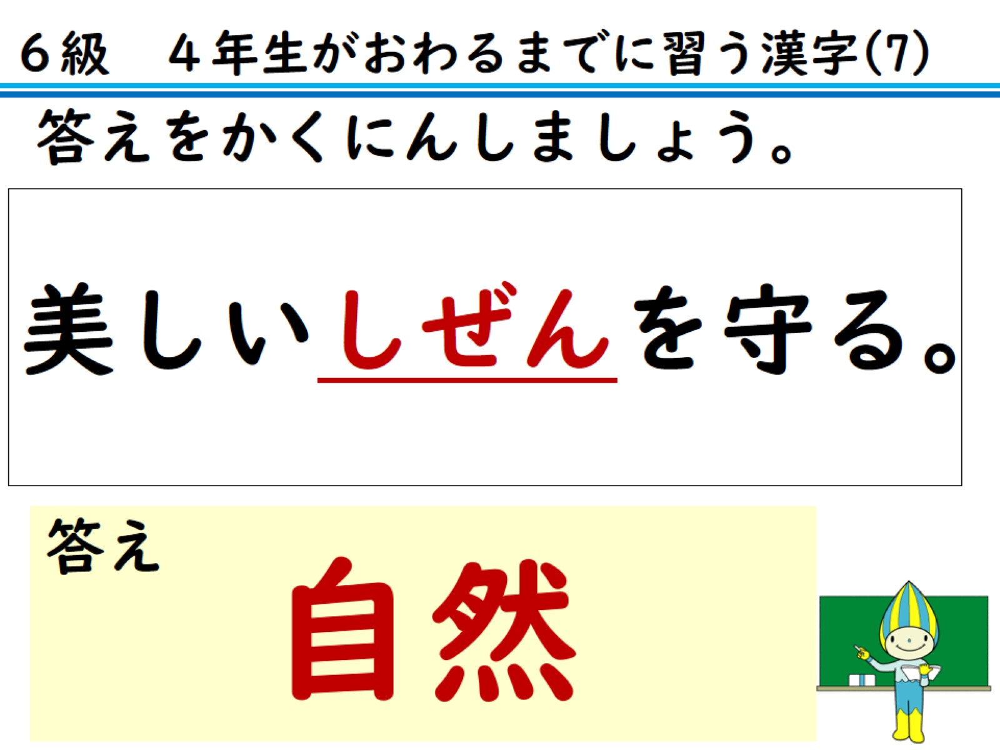 ６級　４年生がおわるまでに習う漢字(7)
答えをかくにんしましょう。
美しいしぜんを守る。
答え
自然